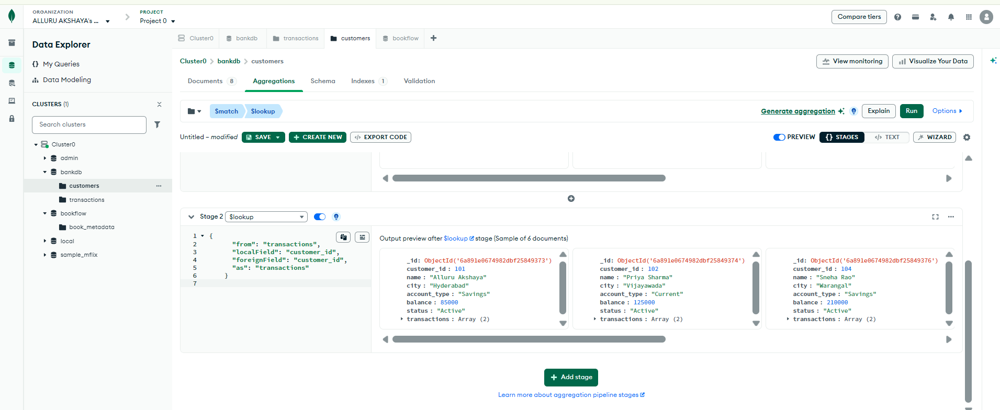 ORGANIZATION
ALLURU AKSHAYA's ...
PROJECT
Project 0
Compare tiers
Data Explorer
My Queries
Data Modeling
CLUSTERS (1)
Search clusters
Cluster0
admin
bankdb
customers
transactions
bookflow
book_metadata
local
sample_mflix
Cluster0
bankdb
transactions
customers
bookflow
Cluster0 > bankdb > customers
View monitoring
Visualize Your Data
Documents 8
Aggregations
Schema
Indexes 1
Validation
$match
$lookup
Generate aggregation
Explain
Run
Options
Untitled – modified
SAVE
+ CREATE NEW
</> EXPORT CODE
PREVIEW
{} STAGES
</> TEXT
WIZARD
Stage 2 $lookup
1 {
2 "from": "transactions",
3 "localField": "customer_id",
4 "foreignField": "customer_id",
5 "as": "transactions"
6 }
7
Output preview after $lookup stage (Sample of 6 documents)
_id: ObjectId('6a891e0674982dbf25849373')
customer_id : 101
name : "Alluru Akshaya"
city : "Hyderabad"
account_type : "Savings"
balance : 85000
status : "Active"
transactions : Array (2)
_id: ObjectId('6a891e0674982dbf25849374')
customer_id : 102
name : "Priya Sharma"
city : "Vijayawada"
account_type : "Current"
balance : 125000
status : "Active"
transactions : Array (2)
_id: ObjectId('6a891e0674982dbf25849376')
customer_id : 104
name : "Sneha Rao"
city : "Warangal"
account_type : "Savings"
balance : 210000
status : "Active"
transactions : Array (2)
+ Add stage
Learn more about aggregation pipeline stages